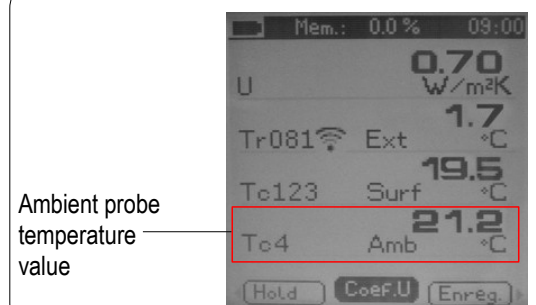 Mem.: 0.0 % 09:00
0.70
U W/m²K
1.7
Tr081 Ext °C
19.5
Tc123 Surf °C
21.2
Tc4 Amb °C
Hold Coef.U Enreg.
Ambient probe
temperature
value